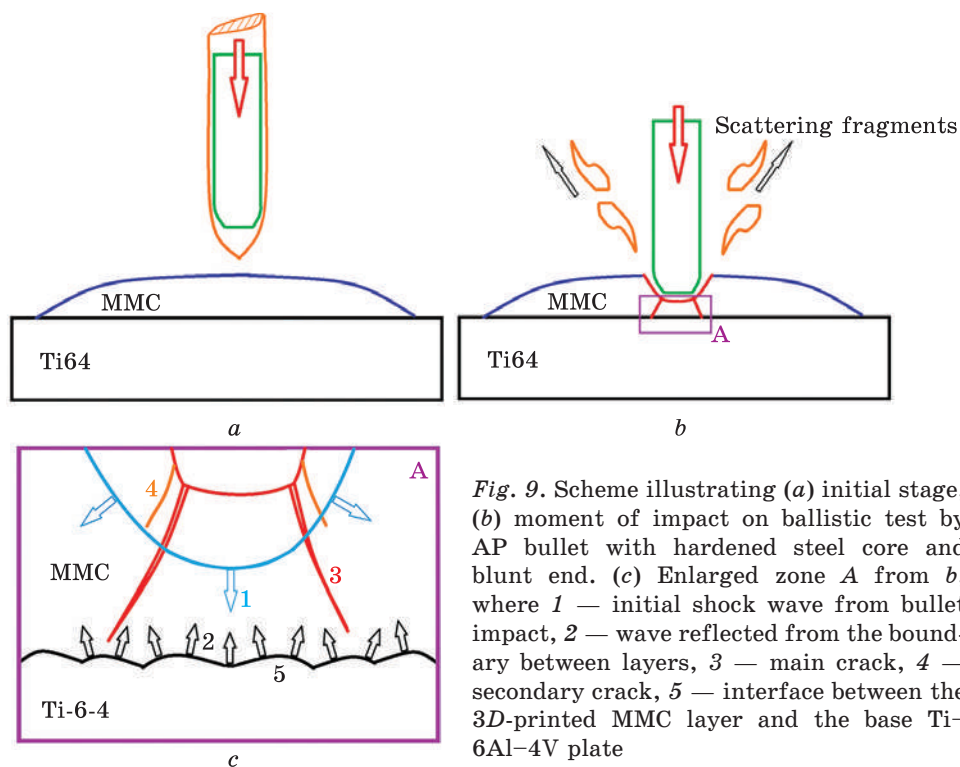 Scattering fragments
MMC
Ti64
a
MMC
A
Ti64
b
A
4
MMC
1
3
2
5
Ti-6-4
c
Fig. 9. Scheme illustrating (a) initial stage,
(b) moment of impact on ballistic test by
AP bullet with hardened steel core and
blunt end. (c) Enlarged zone A from b,
where 1 — initial shock wave from bullet
impact, 2 — wave reflected from the bound-
ary between layers, 3 — main crack, 4 —
secondary crack, 5 — interface between the
3D-printed MMC layer and the base Ti–
6Al–4V plate